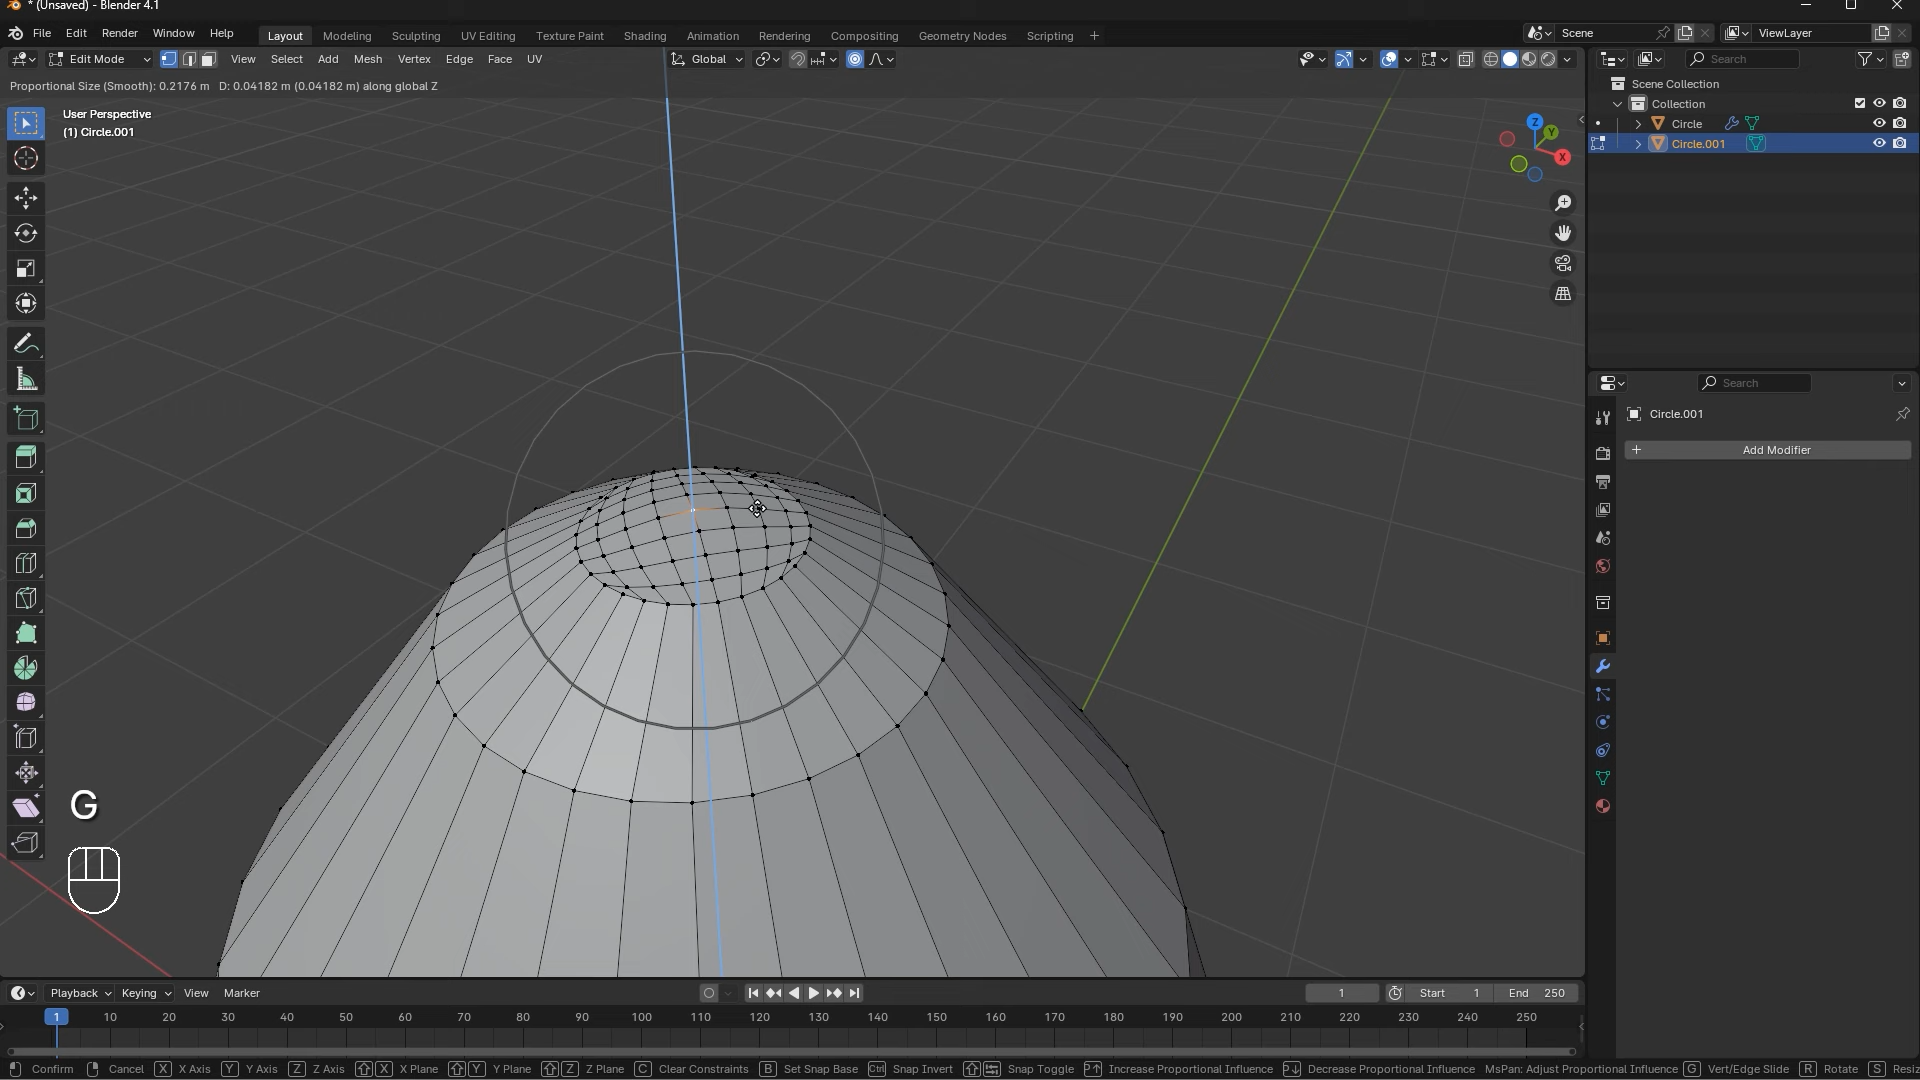 * (Unsaved) - Blender 4.1
File Edit Render Window Help Layout Modeling Sculpting UV Editing Texture Paint Shading Animation Rendering Compositing Geometry Nodes Scripting + Scene ViewLayer
Edit Mode View Select Add Mesh Vertex Edge Face UV Global Search
Proportional Size (Smooth): 0.2176 m D: 0.04182 m (0.04182 m) along global Z
Scene Collection
Collection
User Perspective
(1) Circle.001
Circle
Circle.001
Z
Y
X
Search
Circle.001
+ Add Modifier
G
Playback Keying View Marker 1 Start 1 End 250
1 10 20 30 40 50 60 70 80 90 100 110 120 130 140 150 160 170 180 190 200 210 220 230 240 250
Confirm Cancel X X Axis Y Y Axis Z Z Axis X X Plane Y Y Plane Z Z Plane C Clear Constraints B Set Snap Base Ctrl Snap Invert Snap Toggle Increase Proportional Influence Decrease Proportional Influence MsPan: Adjust Proportional Influence G Vert/Edge Slide R Rotate S Resiz